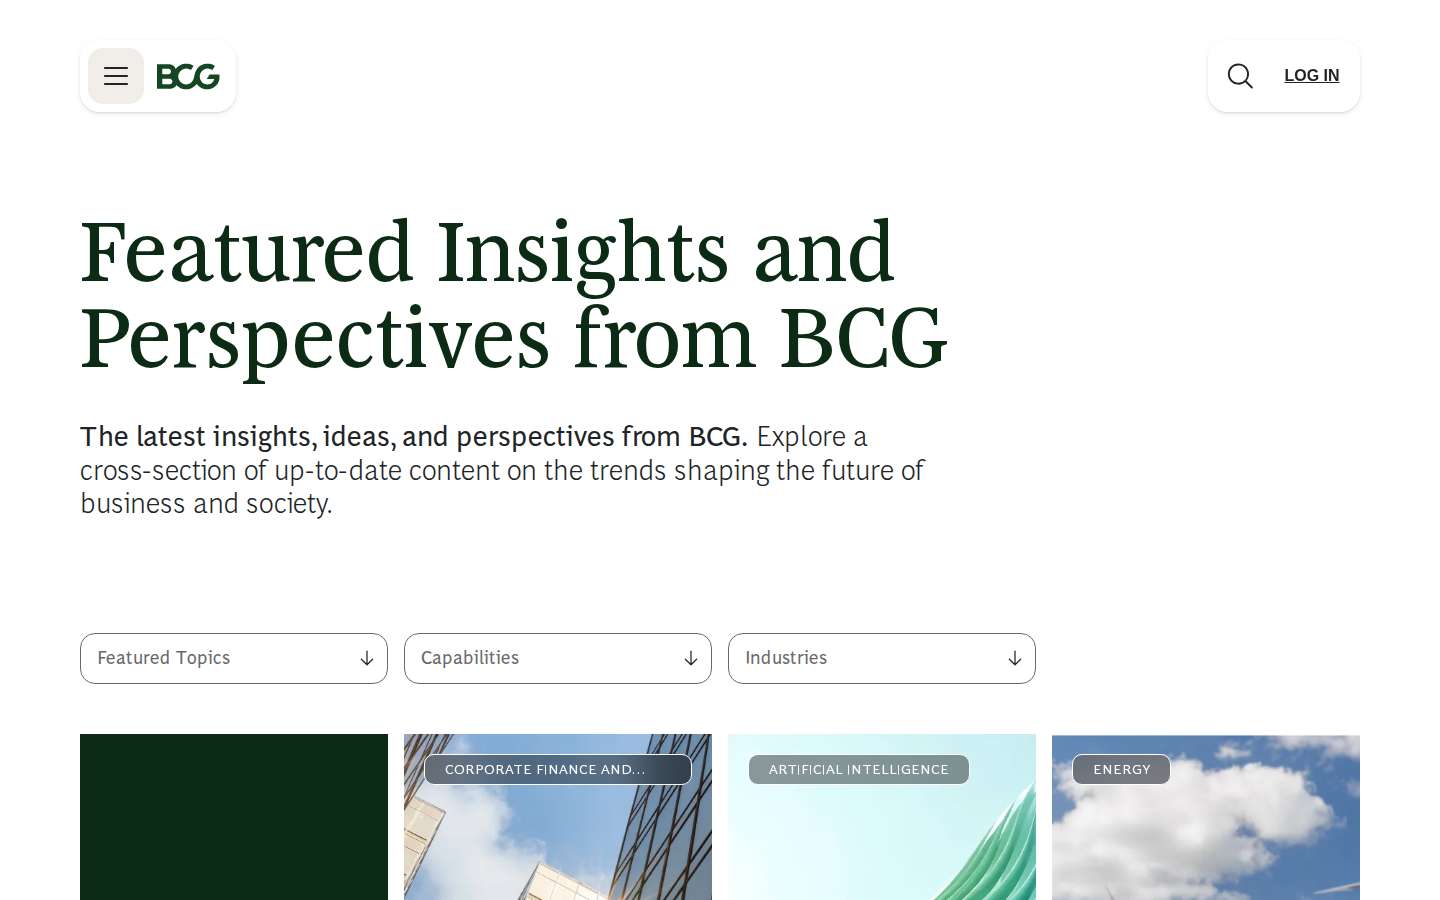 BCG
LOG IN
Featured Insights and
Perspectives from BCG
The latest insights, ideas, and perspectives from BCG. Explore a
cross-section of up-to-date content on the trends shaping the future of
business and society.
Featured Topics
Capabilities
Industries
CORPORATE FINANCE AND...
ARTIFICIAL INTELLIGENCE
ENERGY